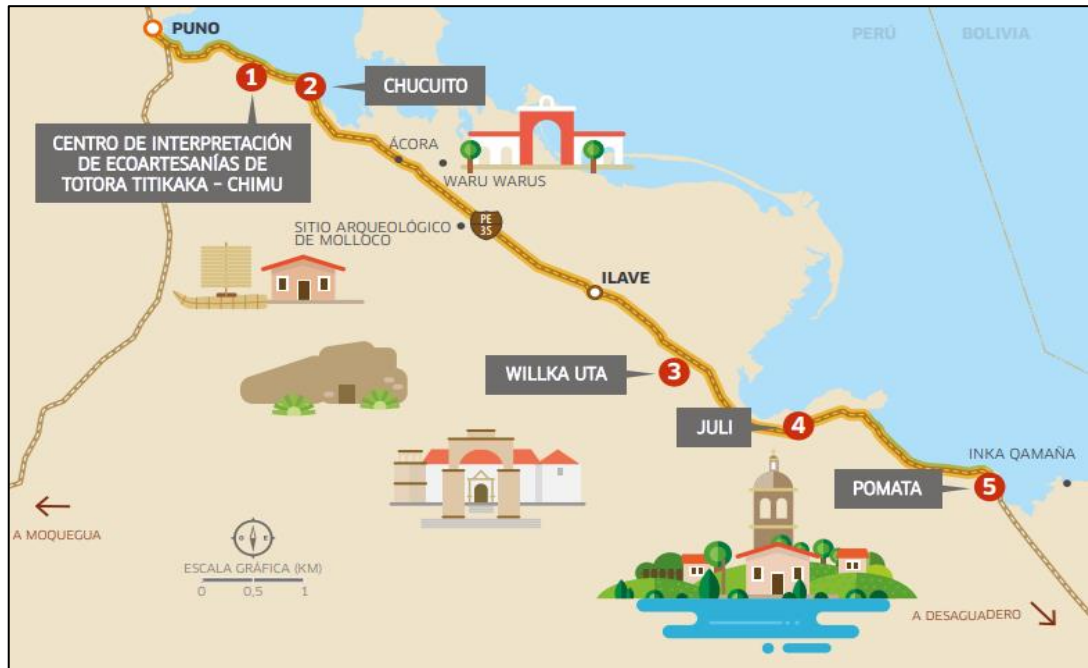 PUNO
PERÚ
BOLIVIA
1
2
CHUCUITO
CENTRO DE INTERPRETACIÓN
DE ECOARTESANÍAS DE
TOTORA TITIKAKA – CHIMU
ÁCORA
WARU WARUS
SITIO ARQUEOLÓGICO
DE MOLLOCO
PE
3S
ILAVE
WILLKA UTA
3
JULI
4
INKA QAMAÑA
POMATA
5
A MOQUEGUA
O
E
ESCALA GRÁFICA (KM)
0 0,5 1
A DESAGUADERO